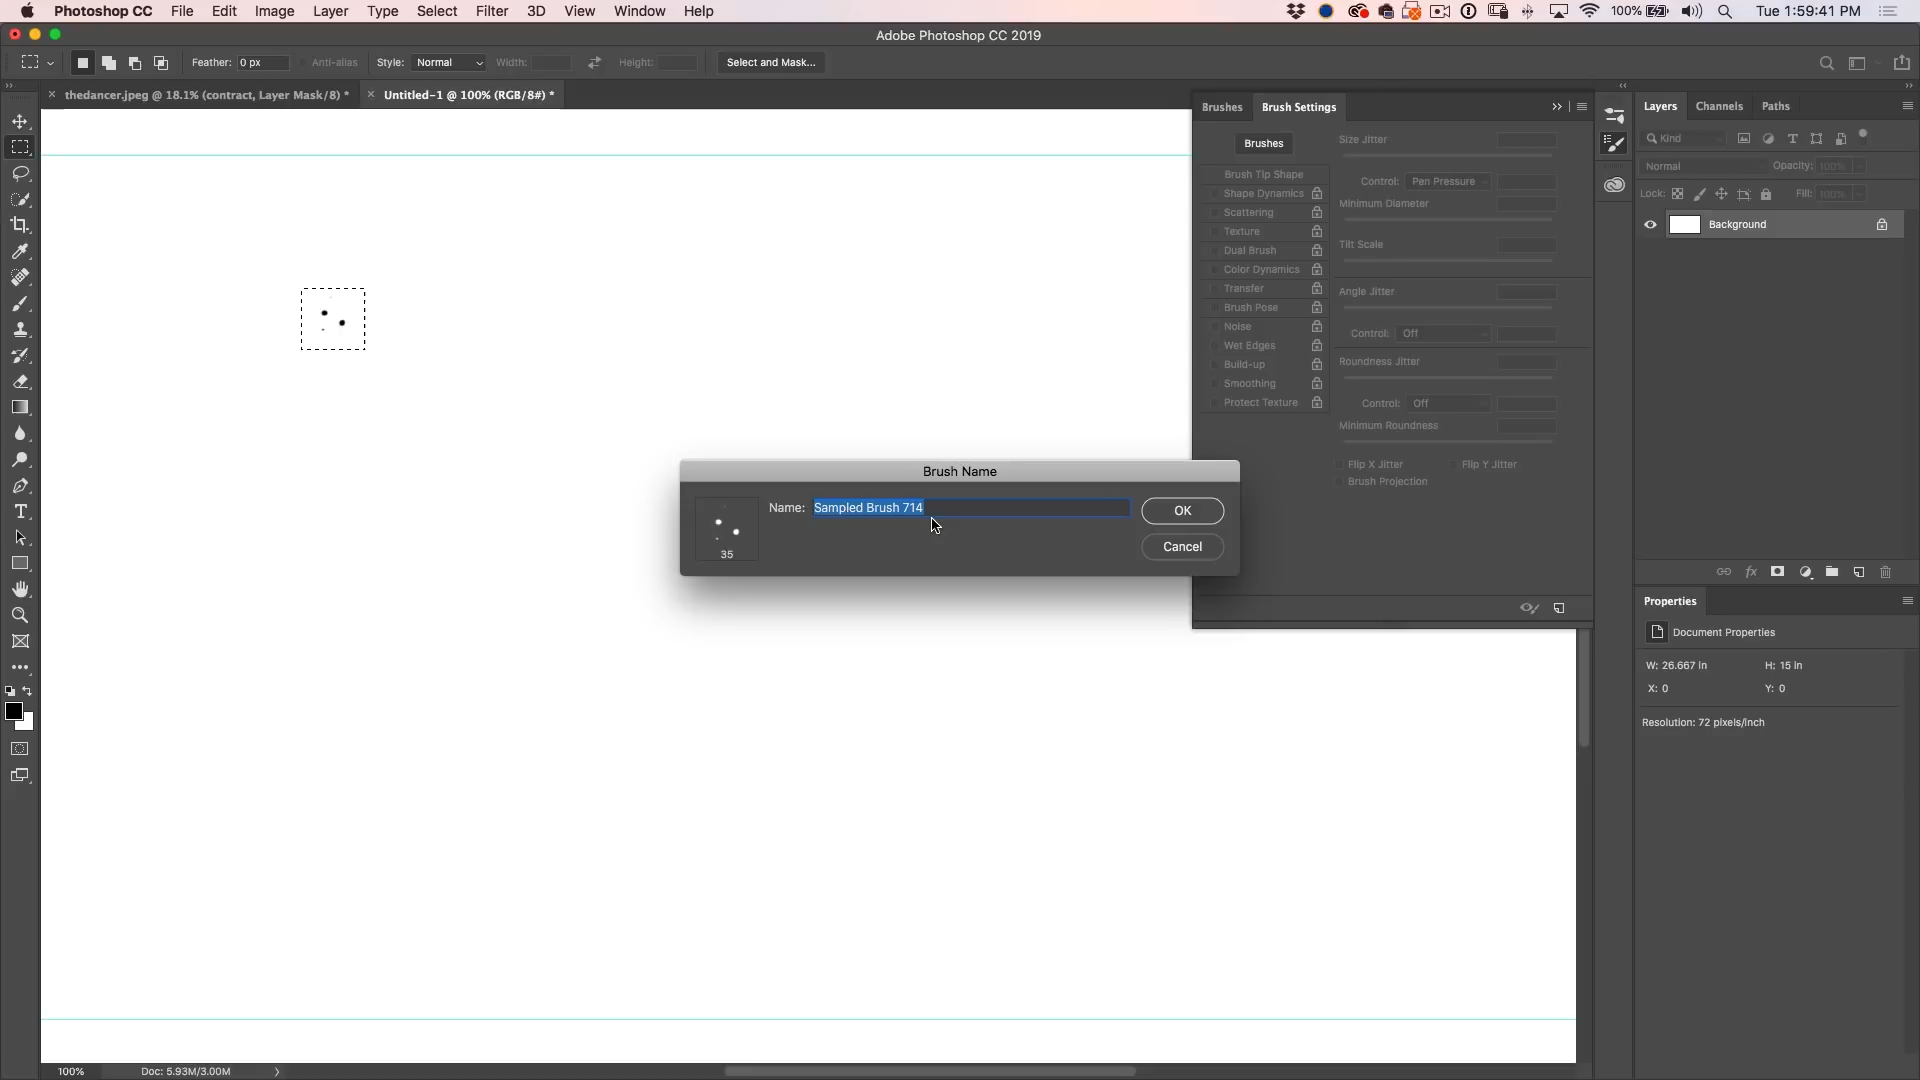 Photoshop CC File Edit Image Layer Type Select Filter 3D View Window Help 100% Tue 1:59:41 PM
Adobe Photoshop CC 2019
Feather: 0 px Anti-alias Style: Normal Width: Height: Select and Mask...
thedancer.jpeg @ 18.1% (contract, Layer Mask/8) * Untitled-1 @ 100% (RGB/8#) *
Brushes Brush Settings
Brushes
Brush Tip Shape
Shape Dynamics
Scattering
Texture
Dual Brush
Color Dynamics
Transfer
Brush Pose
Noise
Wet Edges
Build-up
Smoothing
Protect Texture
Size Jitter
Control: Pen Pressure
Minimum Diameter
Tilt Scale
Angle Jitter
Control: Off
Roundness Jitter
Control: Off
Minimum Roundness
Flip X Jitter Flip Y Jitter
Brush Projection
Layers Channels Paths
Kind
Normal Opacity: 100%
Lock: Fill: 100%
Background
Brush Name
Name: Sampled Brush 714
OK
Cancel
35
Properties
Document Properties
W: 26.667 in H: 15 in
X: 0 Y: 0
Resolution: 72 pixels/inch
100% Doc: 5.93M/3.00M